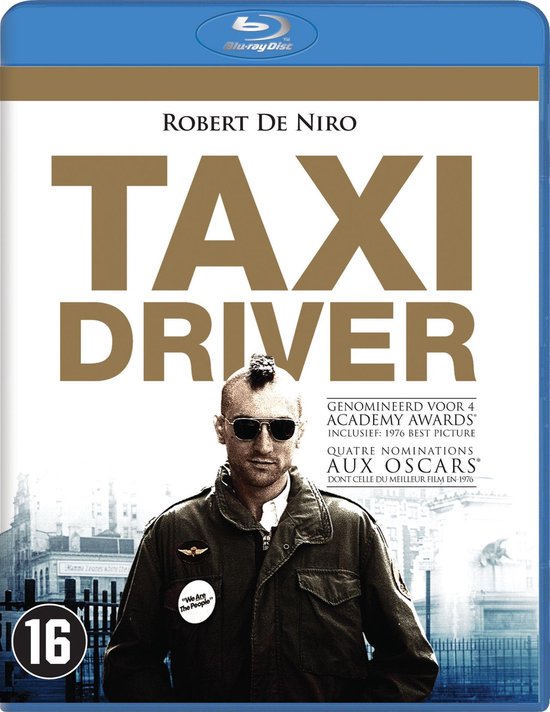 Blu-ray Disc
ROBERT DE NIRO
TAXI
DRIVER
GENOMINEERD VOOR 4
ACADEMY AWARDS®
INCLUSIEF: 1976 BEST PICTURE
QUATRE NOMINATIONS
AUX OSCARS®
DONT CELLE DU MEILLEUR FILM EN 1976
"We Are
The People"
16